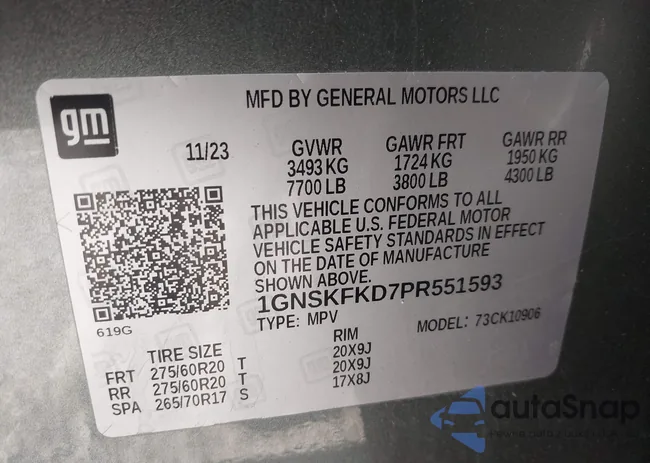 gm
MFD BY GENERAL MOTORS LLC
11/23
GVWR
3493 KG
7700 LB
GAWR FRT
1724 KG
3800 LB
GAWR RR
1950 KG
4300 LB
THIS VEHICLE CONFORMS TO ALL
APPLICABLE U.S. FEDERAL MOTOR
VEHICLE SAFETY STANDARDS IN EFFECT
ON THE DATE OF MANUFACTURE
SHOWN ABOVE.
1GNSKFKD7PR551593
TYPE: MPV
MODEL: 73CK10906
619G
TIRE SIZE RIM
FRT 275/60R20 T 20X9J
RR 275/60R20 T 20X9J
SPA 265/70R17 S 17X8J
autoSnap